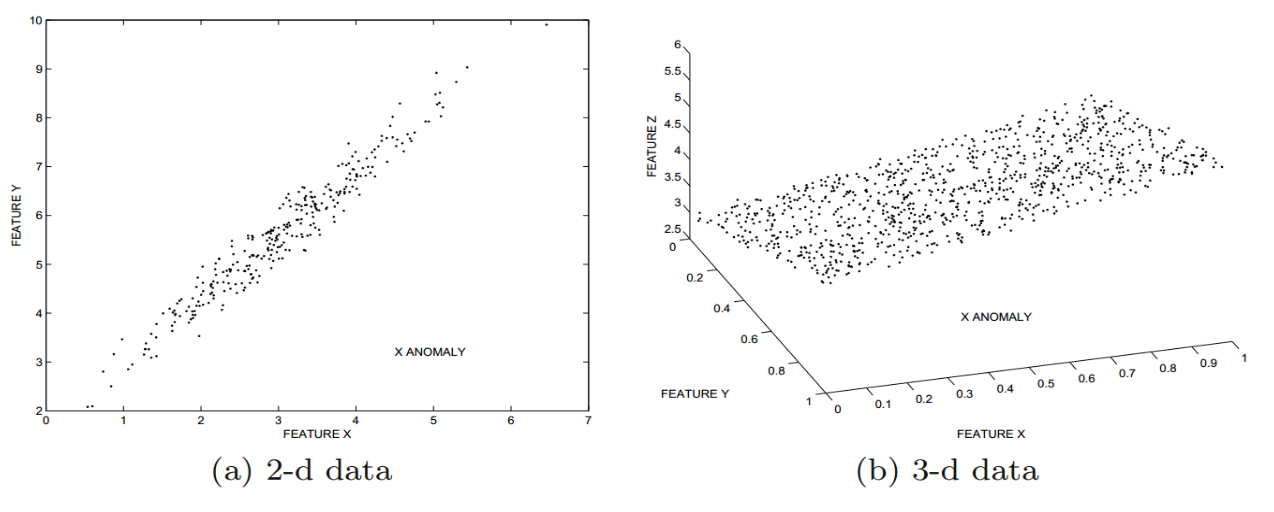 10
9
8
7
6
5
4
3
2
FEATURE Y
X ANOMALY
0 1 2 3 4 5 6 7
FEATURE X
(a) 2-d data
6
5.5
5
4.5
4
3.5
3
2.5
FEATURE Z
0
0.2
0.4
0.6
0.8
1
FEATURE Y
X ANOMALY
0 0.1 0.2 0.3 0.4 0.5 0.6 0.7 0.8 0.9 1
FEATURE X
(b) 3-d data